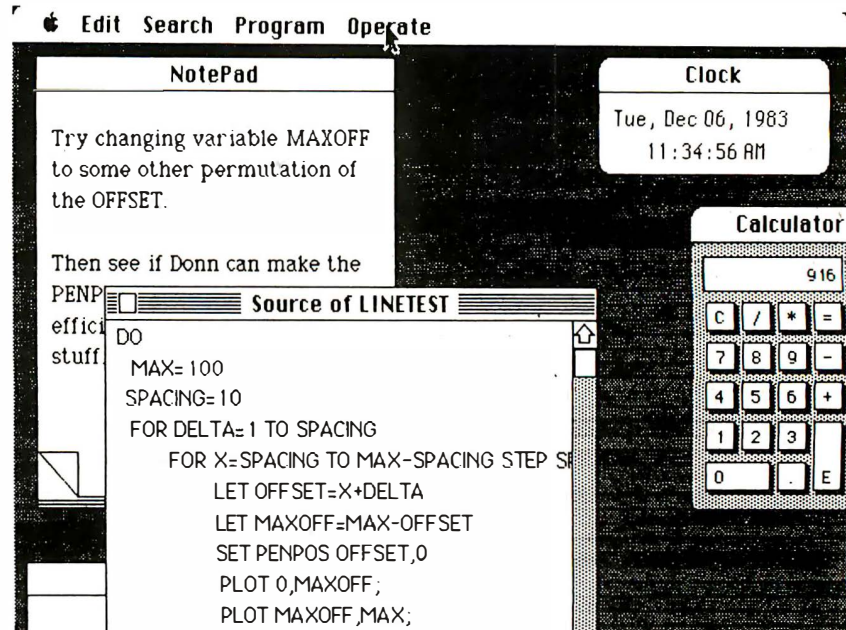 Edit Search Program Operate
NotePad
Try changing variable MAXOFF
to some other permutation of
the OFFSET.
Then see if Donn can make the
PENP
effici
stuff
Clock
Tue, Dec 06, 1983
11:34:56 AM
Calculator
916
C / * =
7 8 9 -
4 5 6 +
1 2 3
0 . E
Source of LINETEST
DO
MAX=100
SPACING=10
FOR DELTA=1 TO SPACING
FOR X=SPACING TO MAX-SPACING STEP SP
LET OFFSET=X+DELTA
LET MAXOFF=MAX-OFFSET
SET PENPOS OFFSET,0
PLOT 0,MAXOFF;
PLOT MAXOFF,MAX;